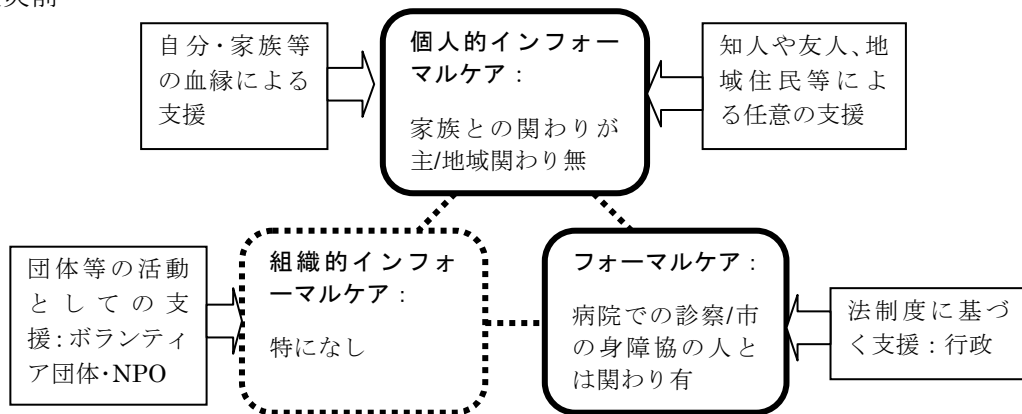 自分・家族等
の血縁による
支援
個人的インフォー
マルケア：
家族との関わりが
主/地域関わり無
知人や友人、地
域住民等によ
る任意の支援
団体等の活動
としての支
援：ボランティ
ア団体・NPO
組織的インフォ
ーマルケア：
特になし
フォーマルケア：
病院での診察/市
の身障協の人と
は関わり有
法制度に基づ
く支援：行政